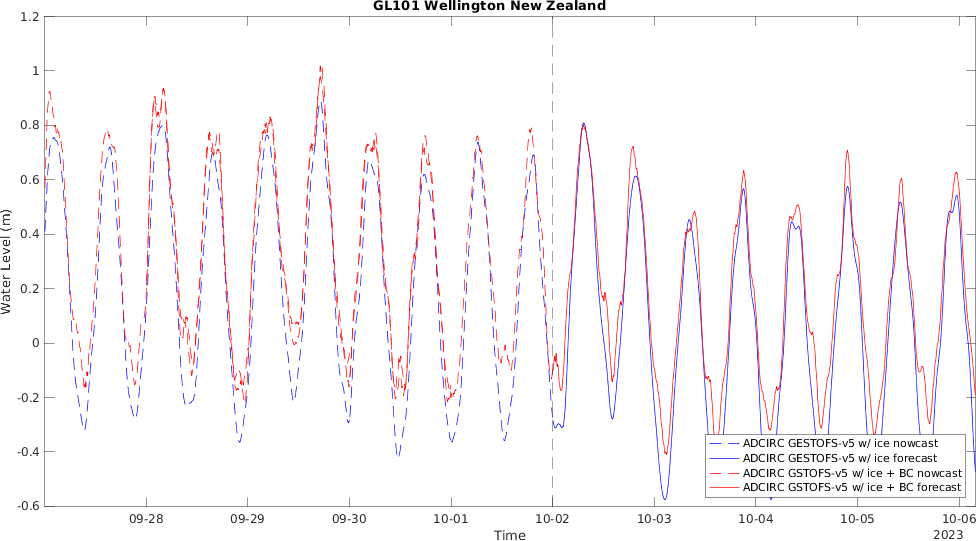 GL101 Wellington New Zealand
1.2
1
0.8
0.6
0.4
0.2
0
-0.2
-0.4
-0.6
Water Level (m)
ADCIRC GESTOFS-v5 w/ ice nowcast
ADCIRC GESTOFS-v5 w/ ice forecast
ADCIRC GSTOFS-v5 w/ ice + BC nowcast
ADCIRC GSTOFS-v5 w/ ice + BC forecast
09-28 09-29 09-30 10-01 10-02 10-03 10-04 10-05 10-06
Time
2023